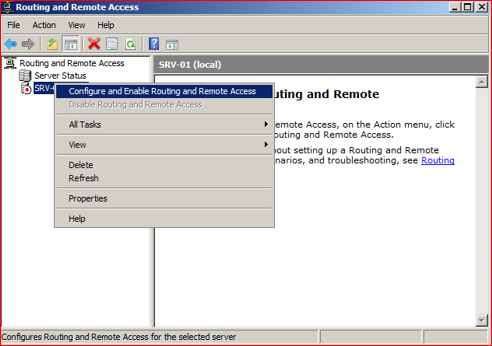 Routing and Remote Access
File Action View Help
Routing and Remote Access
Server Status
SRV-0
SRV-01 (local)
Configure and Enable Routing and Remote Access
Disable Routing and Remote Access
All Tasks
View
Delete
Refresh
Properties
Help
uting and Remote
emote Access, on the Action menu, click
outing and Remote Access.
bout setting up a Routing and Remote
enarios, and troubleshooting, see Routing
Configures Routing and Remote Access for the selected server